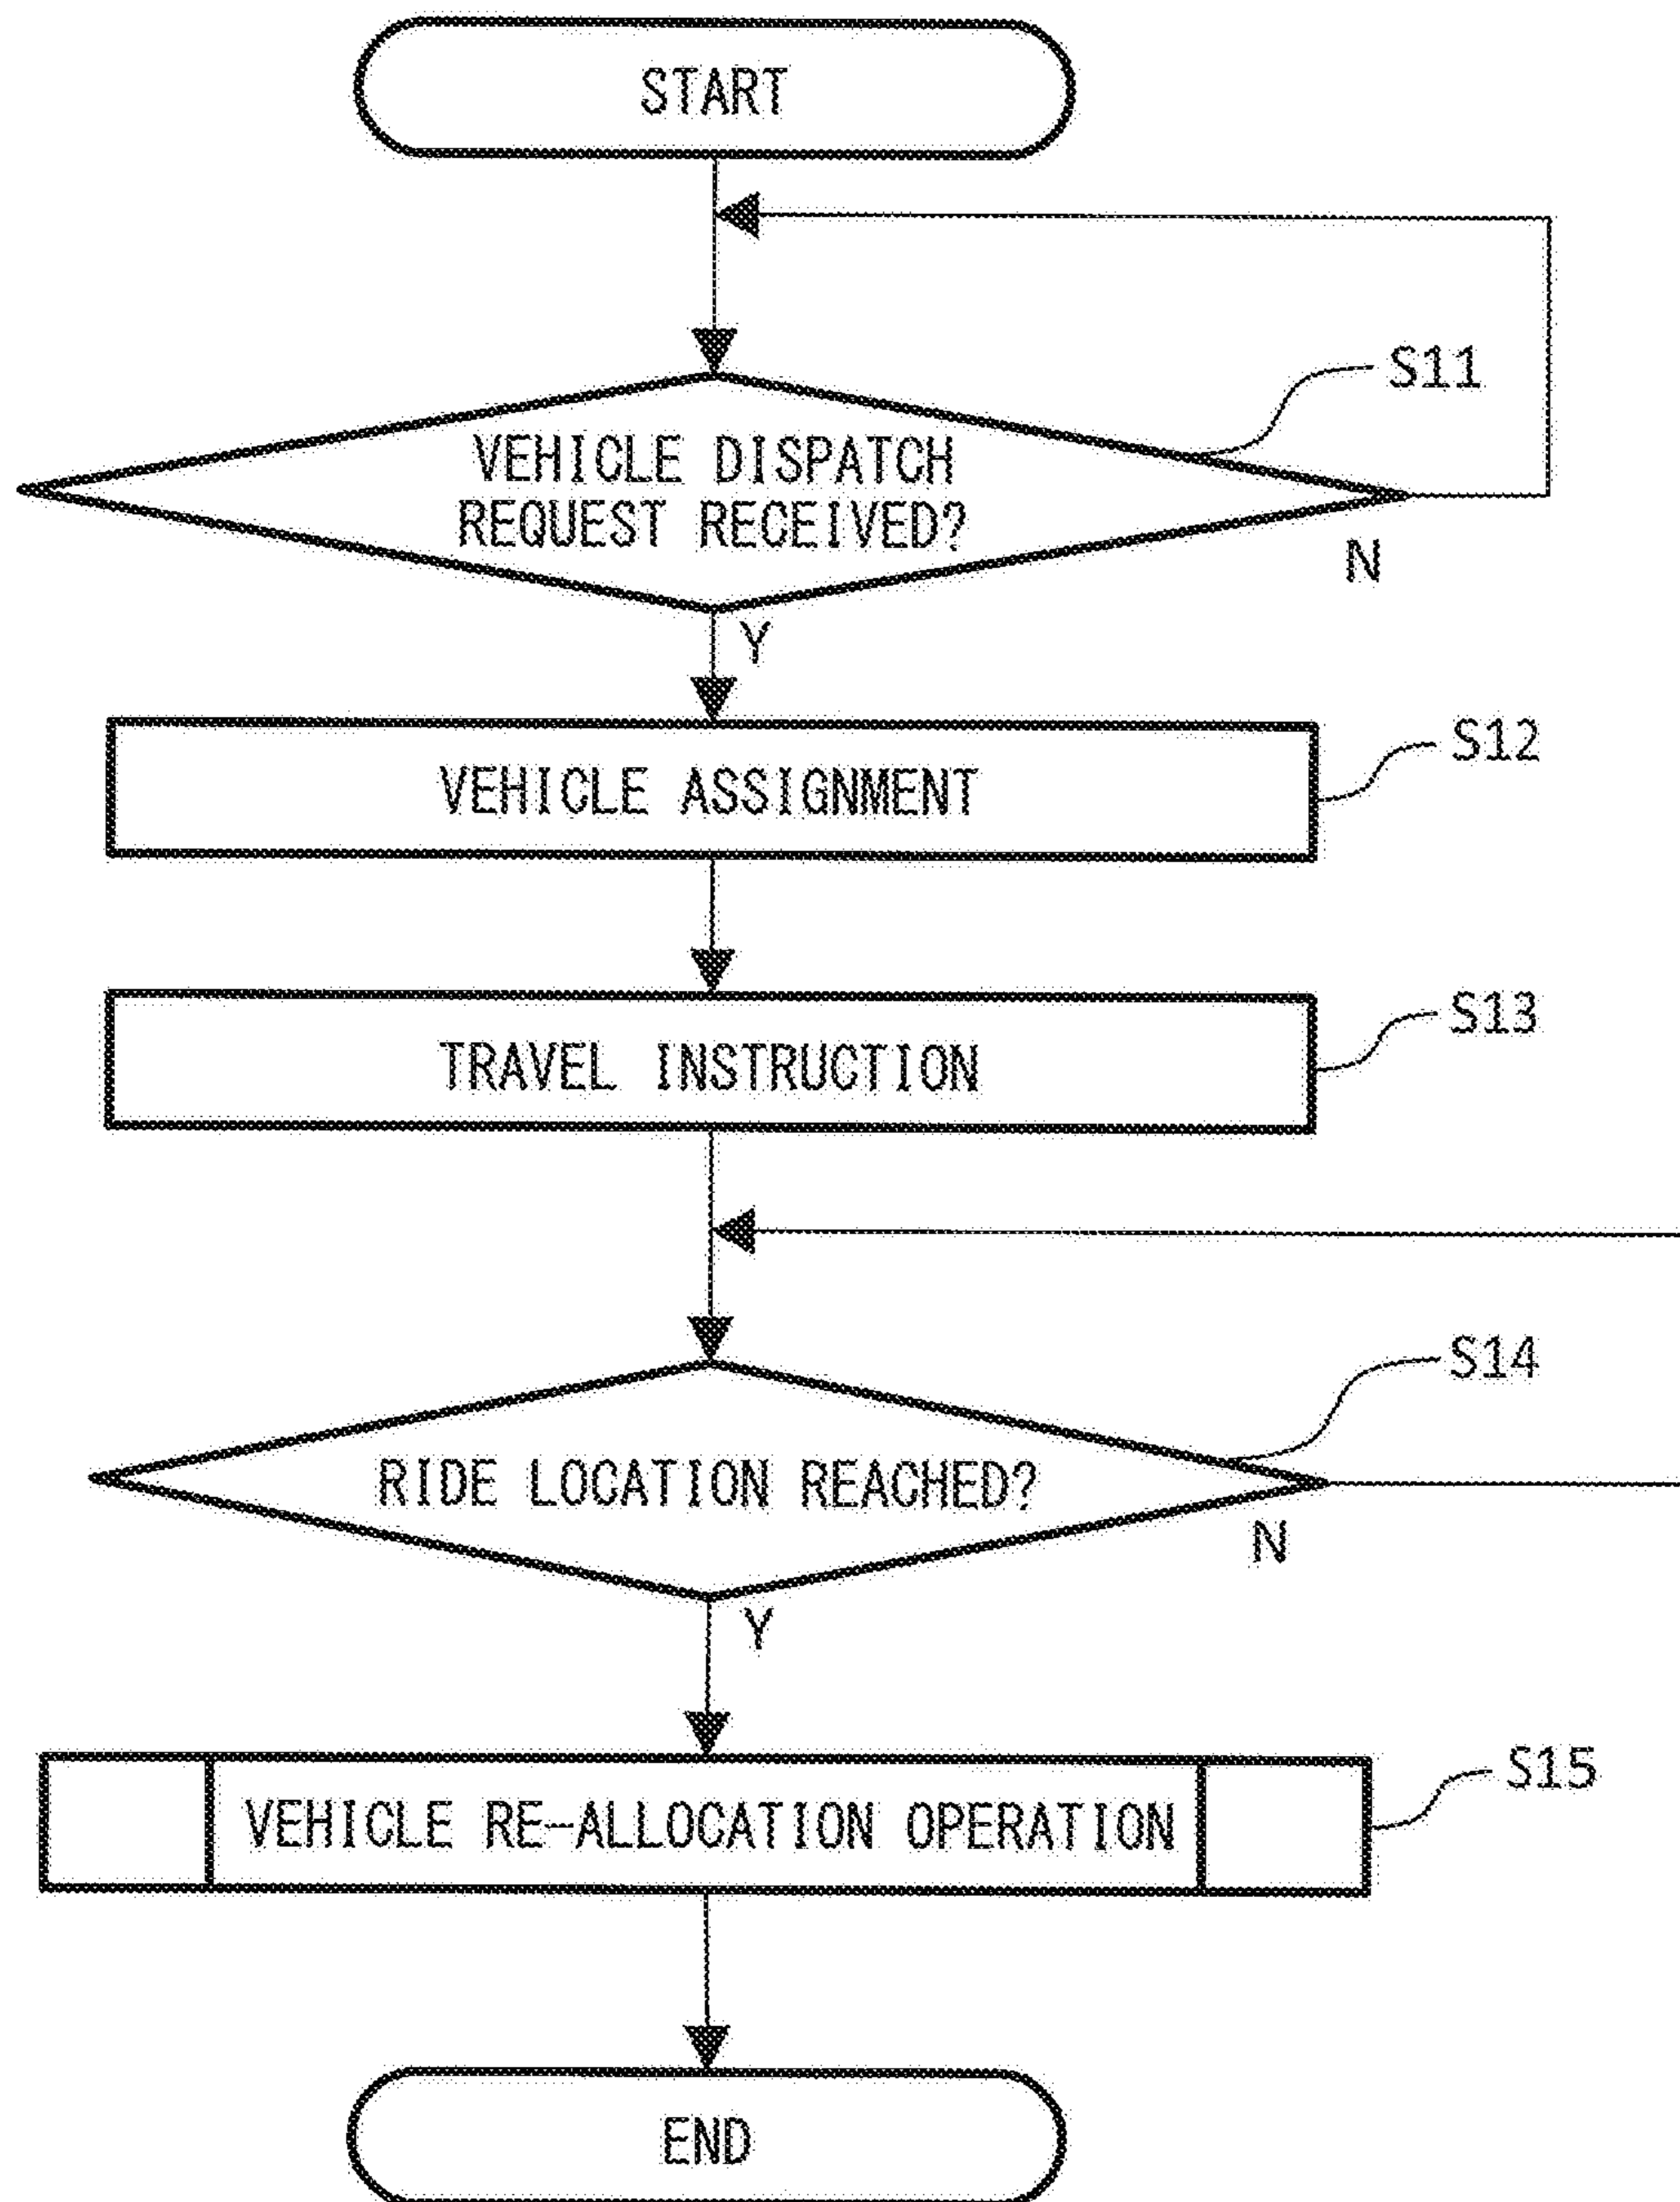 START
S11
VEHICLE DISPATCH
REQUEST RECEIVED?
N
Y
S12
VEHICLE ASSIGNMENT
S13
TRAVEL INSTRUCTION
S14
RIDE LOCATION REACHED?
N
Y
S15
VEHICLE RE-ALLOCATION OPERATION
END